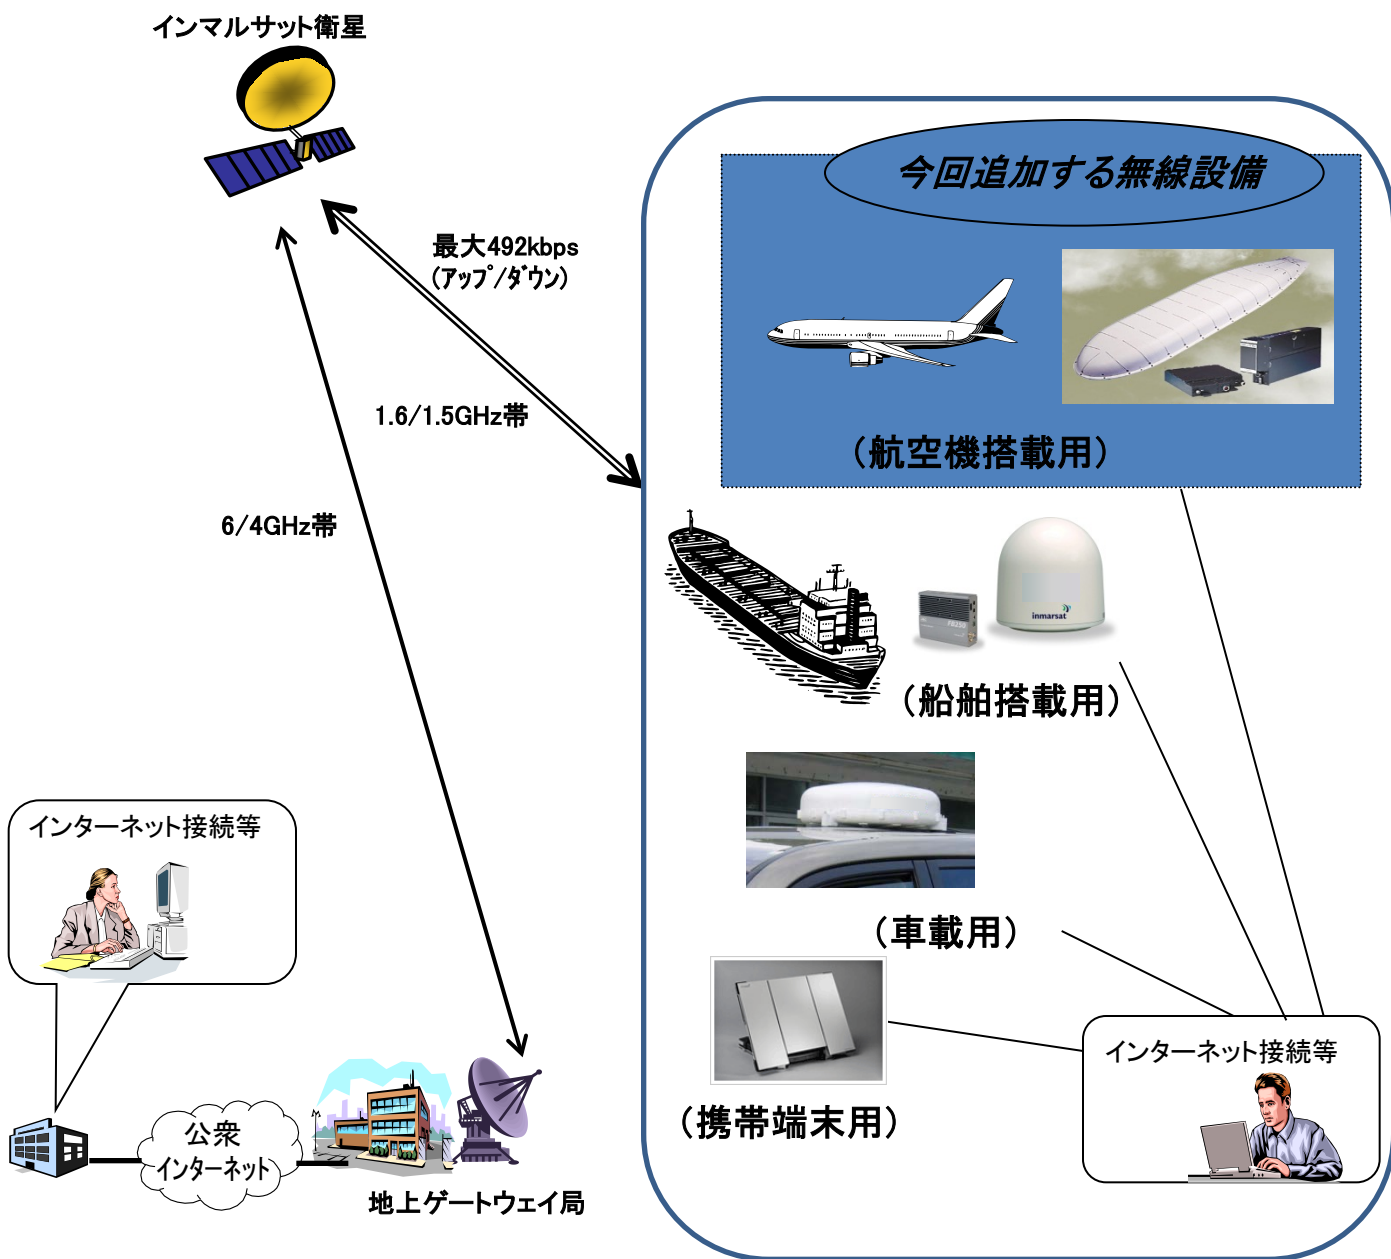 インマルサット衛星
今回追加する無線設備
最大492kbps
(アップ/ダウン)
1.6/1.5GHz帯
(航空機搭載用)
6/4GHz帯
FB250
inmarsat
(船舶搭載用)
インターネット接続等
(車載用)
インターネット接続等
(携帯端末用)
公衆
インターネット
地上ゲートウェイ局